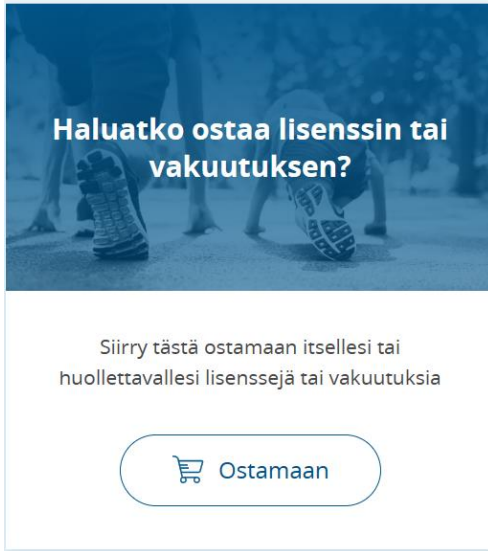 Haluatko ostaa lisenssin tai
vakuutuksen?
Siirry tästä ostamaan itsellesi tai
huollettavallesi lisenssejä tai vakuutuksia
Ostamaan